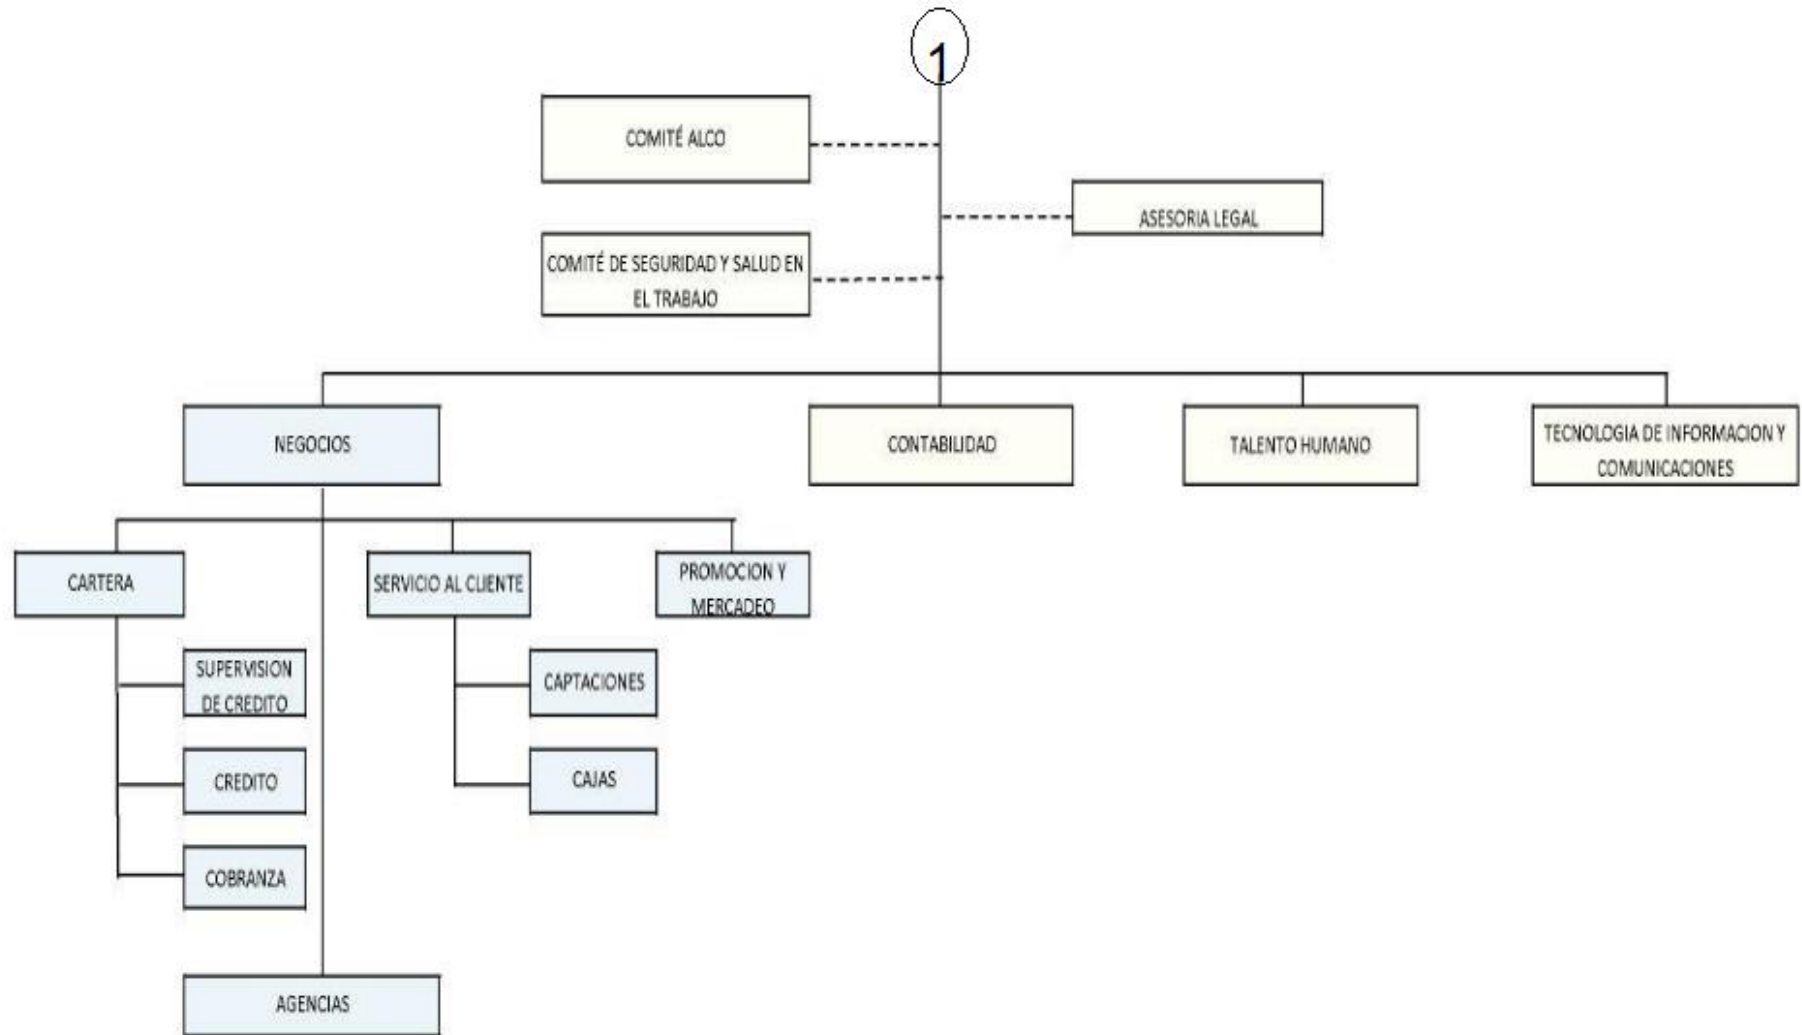 1
COMITÉ ALCO
ASESORIA LEGAL
COMITÉ DE SEGURIDAD Y SALUD EN
EL TRABAJO
NEGOCIOS
CONTABILIDAD
TALENTO HUMANO
TECNOLOGIA DE INFORMACION Y
COMUNICACIONES
CARTERA
SERVICIO AL CLIENTE
PROMOCION Y
MERCADEO
SUPERVISION
DE CREDITO
CAPTACIONES
CREDITO
CAJAS
COBRANZA
AGENCIAS